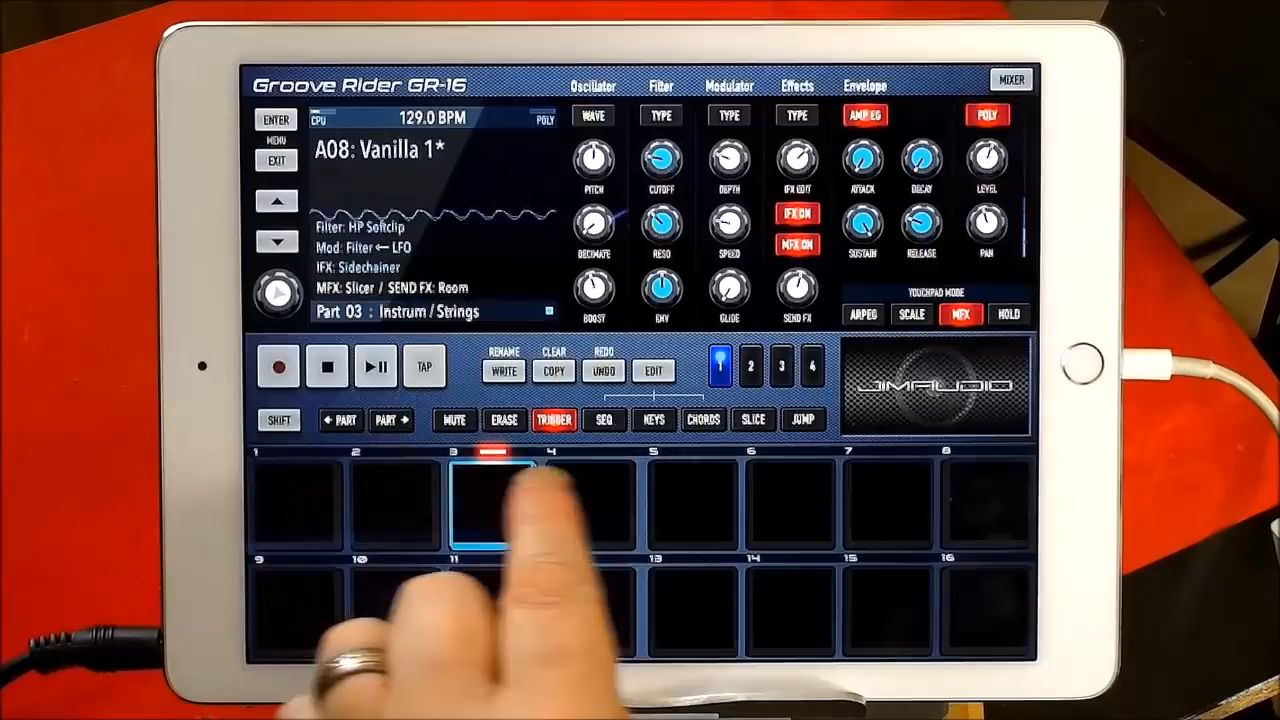 Groove Rider GR-16
Oscillator Filter Modulator Effects Envelope MIXER
ENTER CPU 129.0 BPM POLY WAVE TYPE TYPE TYPE AMP EG POLY
MENU
EXIT A08: Vanilla 1*
PITCH CUTOFF DEPTH IFX EDIT ATTACK DECAY LEVEL
IFX ON
Filter: HP Softclip
Mod: Filter ← LFO MFX ON
DECIMATE RESO SPEED SUSTAIN RELEASE PAN
IFX: Sidechainer
MFX: Slicer / SEND FX: Room TOUCHPAD MODE
Part 03 : Instrum / Strings BOOST ENV GLIDE SEND FX ARPEG SCALE MFX HOLD
RENAME CLEAR REDO
TAP WRITE COPY UNDO EDIT 1 2 3 4 JIMAUDIO
SHIFT ← PART PART → MUTE ERASE TRIGGER SEQ KEYS CHORDS SLICE JUMP
1 2 3 4 5 6 7 8
9 10 11 13 14 15 16